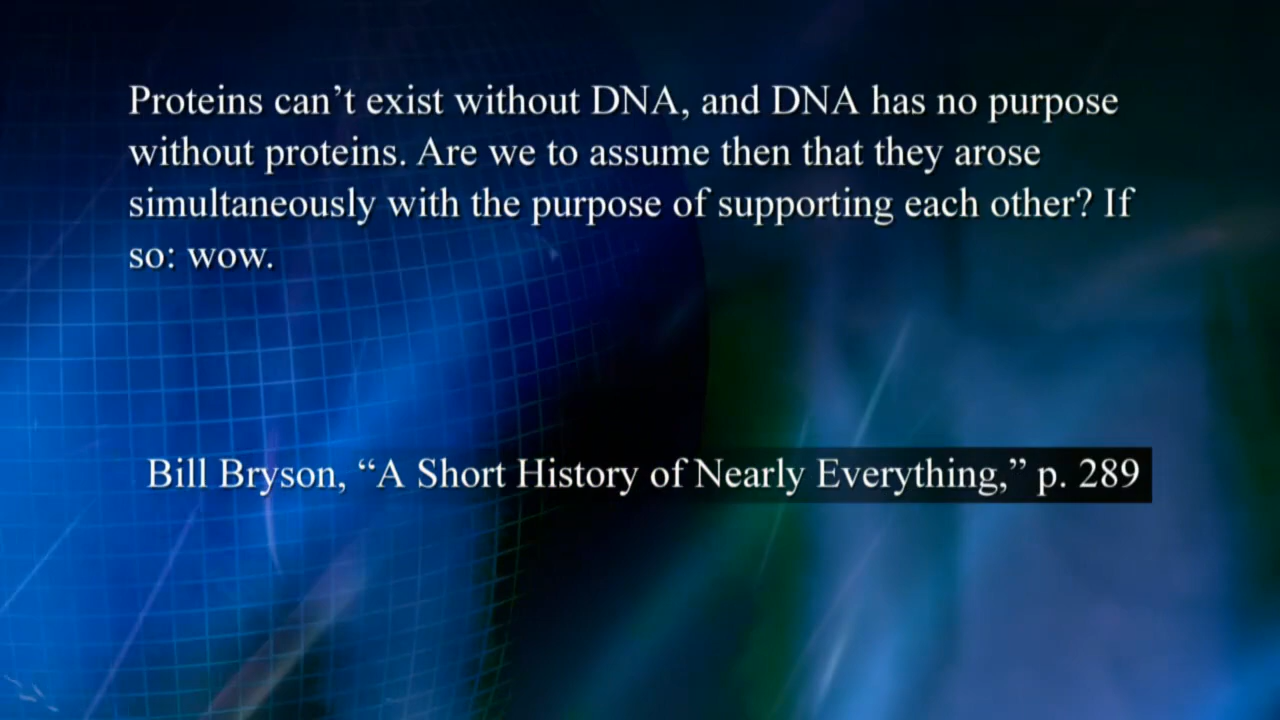 Proteins can’t exist without DNA, and DNA has no purpose
without proteins. Are we to assume then that they arose
simultaneously with the purpose of supporting each other? If
so: wow.
Bill Bryson, “A Short History of Nearly Everything,” p. 289